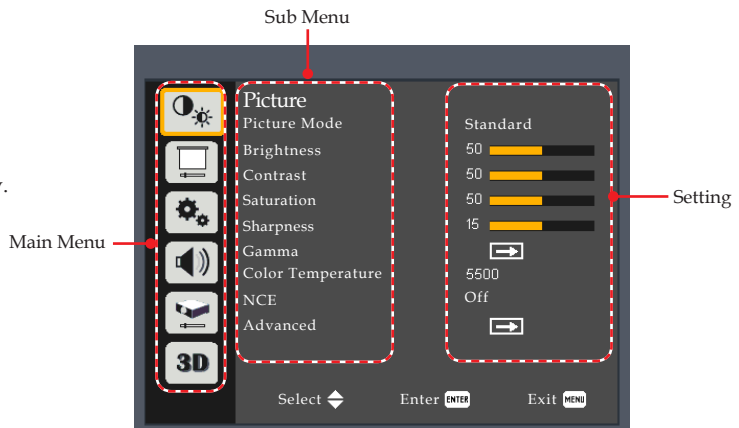 Sub Menu
Picture
Picture Mode Standard
Brightness 50
Contrast 50
Saturation 50
Sharpness 15
Gamma
Color Temperature 5500
NCE Off
Advanced
3D
Select Enter ENTER Exit MENU
Main Menu
Setting